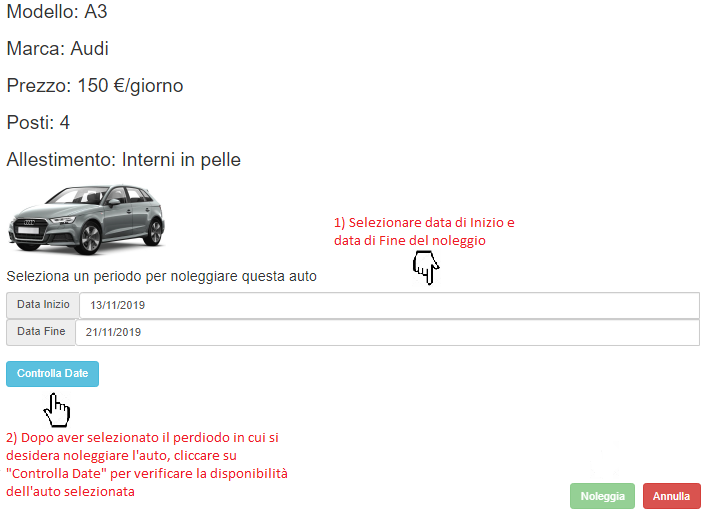 Modello: A3
Marca: Audi
Prezzo: 150 €/giorno
Posti: 4
Allestimento: Interni in pelle
1) Selezionare data di Inizio e
data di Fine del noleggio
Seleziona un periodo per noleggiare questa auto
Data Inizio 13/11/2019
Data Fine 21/11/2019
Controlla Date
2) Dopo aver selezionato il perdiodo in cui si
desidera noleggiare l'auto, cliccare su
"Controlla Date" per verificare la disponibilità
dell'auto selezionata
Noleggia Annulla